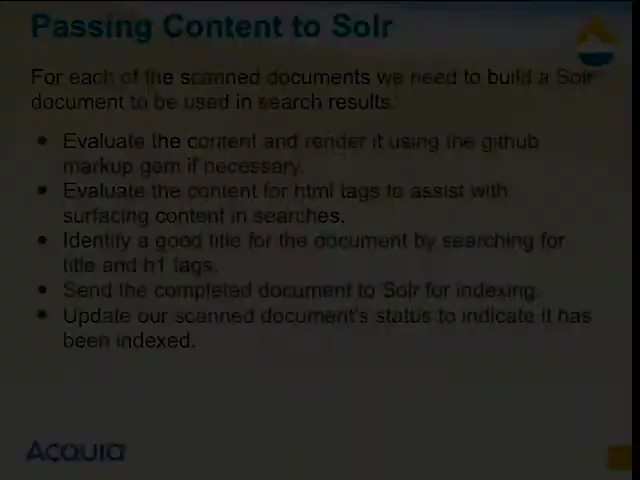 Passing Content to Solr
For each of the scanned documents we need to build a Solr
document to be used in search results.
• Evaluate the content and render it using the github
markup gem if necessary.
• Evaluate the content for html tags to assist with
surfacing content in searches.
• Identify a good title for the document by searching for
title and h1 tags.
• Send the completed document to Solr for indexing.
• Update our scanned document's status to indicate it has
been indexed.
Acquia